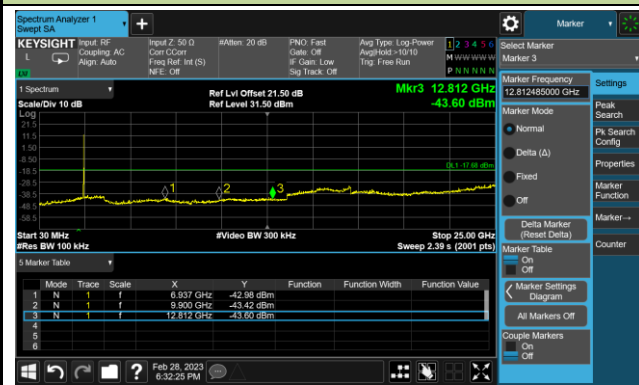 Spectrum Analyzer 1
Swept SA
Marker
KEYSIGHT Input: RF Input Z: 50 Ω #Atten: 20 dB PNO: Fast Avg Type: Log-Power 1 2 3 4 5 6
L Coupling: AC Corr CCorr Gate: Off Avg|Hold:>10/10 M W W W W W
Align: Auto Freq Ref: Int (S) IF Gain: Low Trig: Free Run
NFE: Off Sig Track: Off P N N N N N
LXI
Select Marker
Marker 3
1 Spectrum
Ref Lvl Offset 21.50 dB
Mkr3 12.812 GHz
Scale/Div 10 dB
Ref Level 31.50 dBm
-43.60 dBm
Log
21.5
11.5
1.50
-8.50
-18.5
-28.5
-38.5
-48.5
-58.5
DL1 -17.68 dBm
1
2
3
Start 30 MHz
#Video BW 300 kHz
Stop 25.00 GHz
#Res BW 100 kHz
Sweep 2.39 s (2001 pts)
5 Marker Table
Mode Trace Scale X Y Function Function Width Function Value
1 N 1 f 6.937 GHz -42.98 dBm
2 N 1 f 9.900 GHz -43.42 dBm
3 N 1 f 12.812 GHz -43.60 dBm
4
5
6
Feb 28, 2023
6:32:25 PM
Marker Frequency
12.812485000 GHz
Marker Mode
Normal
Delta (Δ)
Fixed
Off
Delta Marker
(Reset Delta)
Marker Table
On
Off
Marker Settings
Diagram
All Markers Off
Couple Markers
On
Off
Settings
Peak
Search
Pk Search
Config
Properties
Marker
Function
Marker→
Counter